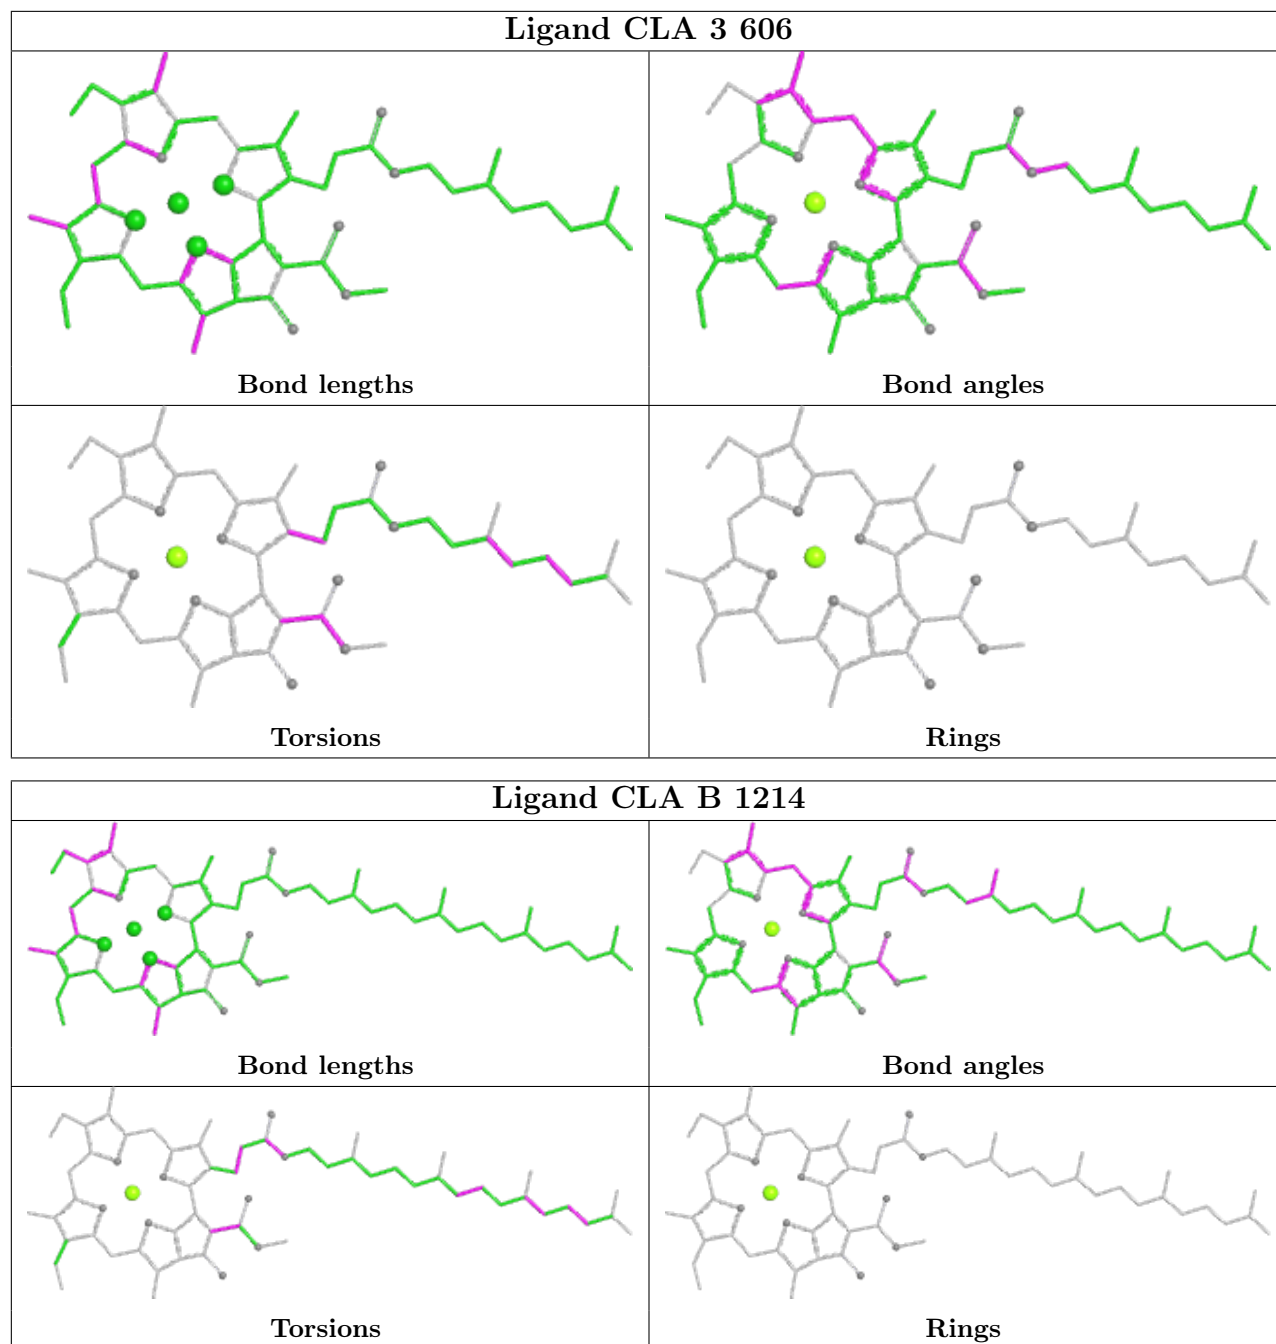 Ligand CLA 3 606
Bond lengths
Bond angles
Torsions
Rings
Ligand CLA B 1214
Bond lengths
Bond angles
Torsions
Rings